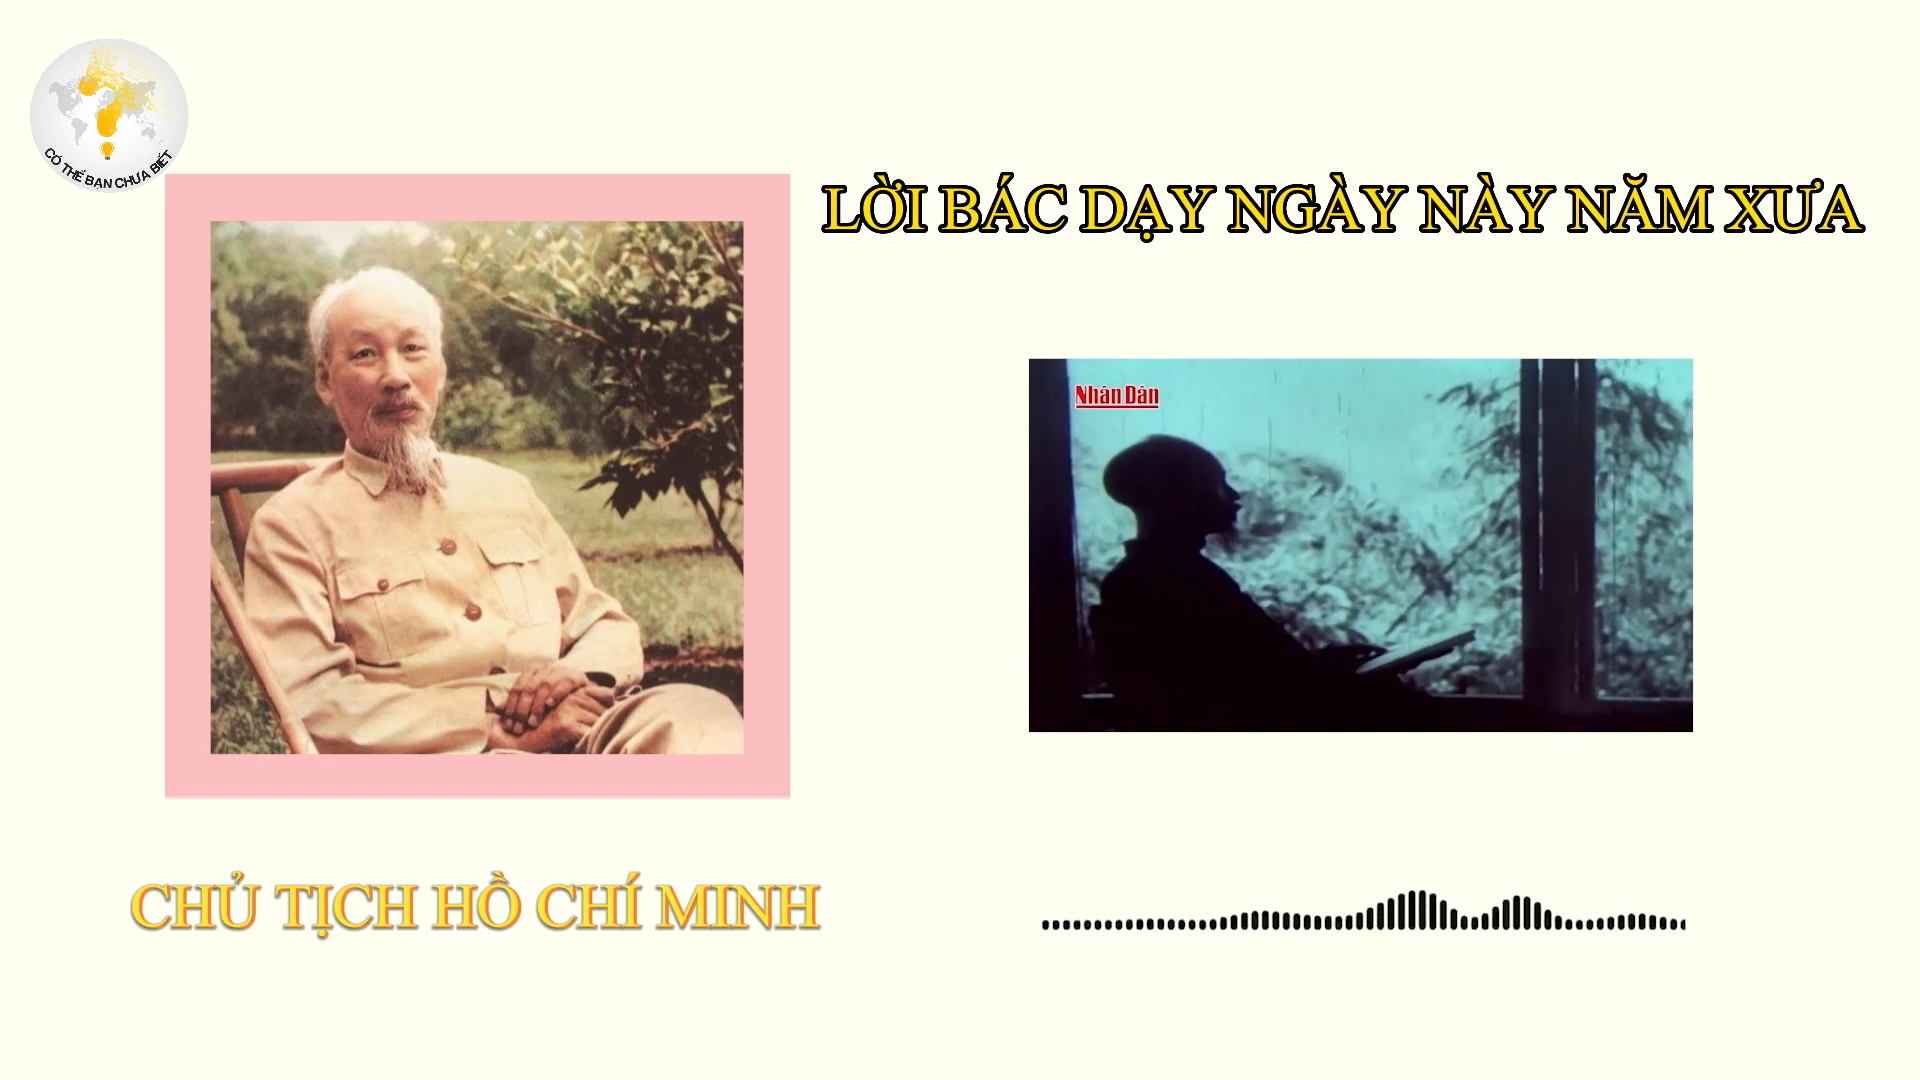 CÓ THỂ BẠN CHƯA BIẾT
LỜI BÁC DẠY NGÀY NÀY NĂM XƯA
Nhân Dân
CHỦ TỊCH HỒ CHÍ MINH